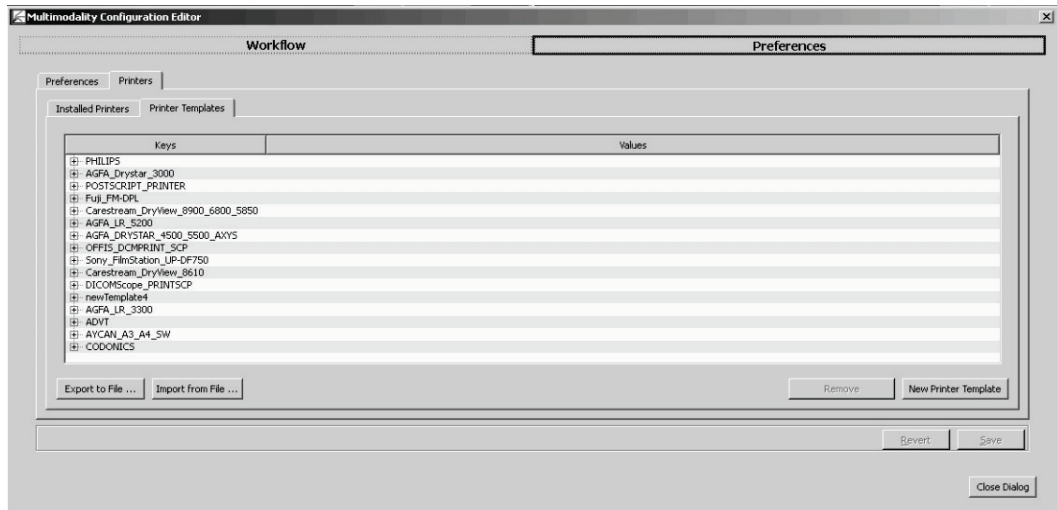 Multimodality Configuration Editor
Workflow Preferences
Preferences Printers
Installed Printers Printer Templates
Keys Values
PHILIPS
AGFA_Drystar_3000
POSTSCRIPT_PRINTER
Fuji_FM-DPL
Carestream_DryView_8900_6800_5850
AGFA_LR_5200
AGFA_DRYSTAR_4500_5500_AXYS
OFFIS_DCMPRINT_SCP
Sony_FilmStation_UP-DF750
Carestream_DryView_8610
DICOMScope_PRINTSCP
newTemplate4
AGFA_LR_3300
ADVT
AYCAN_A3_A4_SW
CODONICS
Export to File ... Import from File ... Remove New Printer Template
Revert Save
Close Dialog